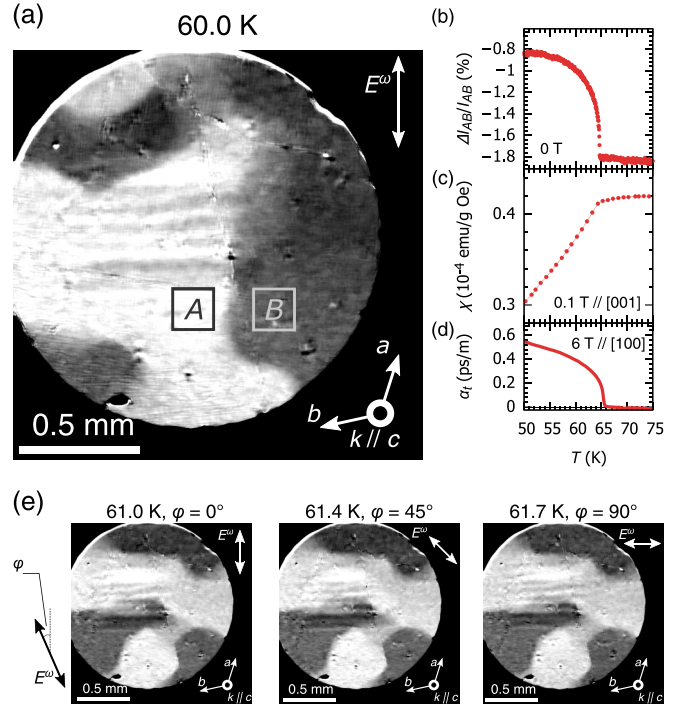 (a)
60.0 K
E^ω
A
B
a
b
k // c
0.5 mm
(b)
−0.8
−1
−1.2
−1.4
−1.6
−1.8
ΔI_AB/I_AB (%)
0 T
(c)
0.4
0.3
χ (10⁻⁴ emu/g Oe)
0.1 T // [001]
(d)
0.6
0.4
0.2
0
α_t (ps/m)
6 T // [100]
50 55 60 65 70 75
T (K)
(e)
φ
E^ω
61.0 K, φ = 0°
E^ω
a
b
k // c
0.5 mm
61.4 K, φ = 45°
E^ω
a
b
k // c
0.5 mm
61.7 K, φ = 90°
E^ω
a
b
k // c
0.5 mm